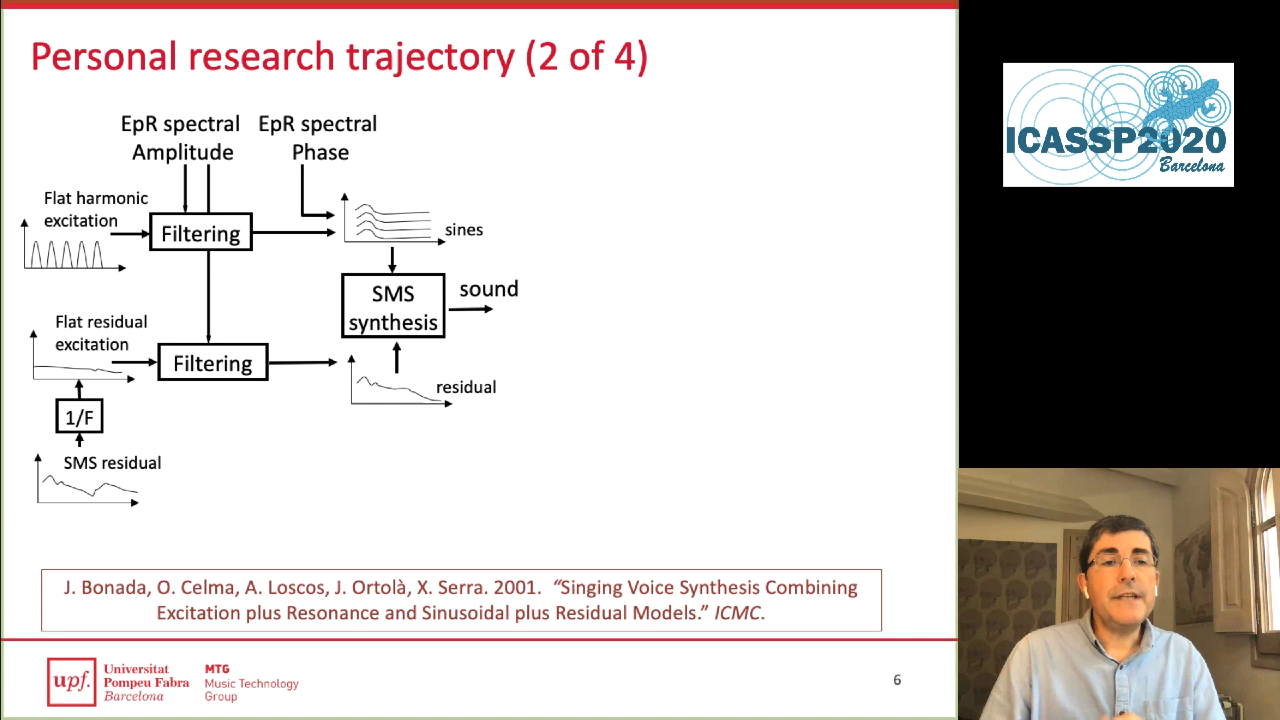 Personal research trajectory (2 of 4)
EpR spectral
Amplitude
EpR spectral
Phase
Flat harmonic
excitation
Filtering
sines
SMS
synthesis
sound
Flat residual
excitation
Filtering
residual
1/F
SMS residual
J. Bonada, O. Celma, A. Loscos, J. Ortolà, X. Serra. 2001. “Singing Voice Synthesis Combining
Excitation plus Resonance and Sinusoidal plus Residual Models.” ICMC.
upf.
Universitat
Pompeu Fabra
Barcelona
MTG
Music Technology
Group
6
ICASSP2020
Barcelona